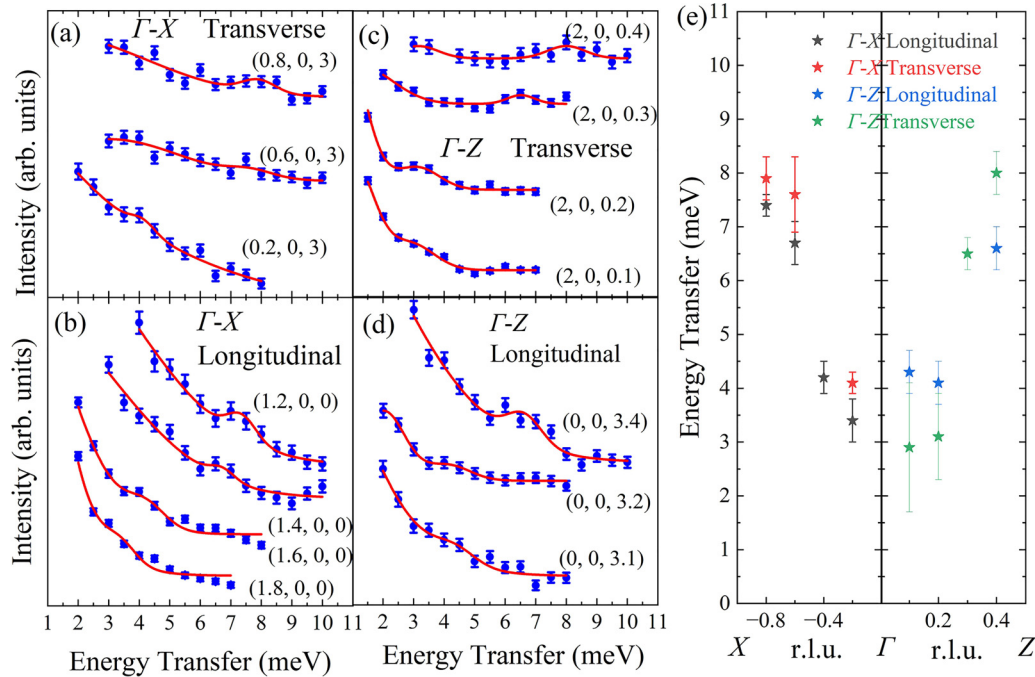 (a)
Γ-X Transverse
(0.8, 0, 3)
(0.6, 0, 3)
(0.2, 0, 3)
Intensity (arb. units)
(c)
(2, 0, 0.4)
(2, 0, 0.3)
Γ-Z Transverse
(2, 0, 0.2)
(2, 0, 0.1)
(b)
Γ-X
Longitudinal
(1.2, 0, 0)
(1.4, 0, 0)
(1.6, 0, 0)
(1.8, 0, 0)
Intensity (arb. units)
1 2 3 4 5 6 7 8 9 10 11
Energy Transfer (meV)
(d)
Γ-Z
Longitudinal
(0, 0, 3.4)
(0, 0, 3.2)
(0, 0, 3.1)
2 3 4 5 6 7 8 9 10 11
Energy Transfer (meV)
(e)
Γ-X Longitudinal
Γ-X Transverse
Γ-Z Longitudinal
Γ-ZTransverse
11
10
9
8
7
6
5
4
3
2
1
0
Energy Transfer (meV)
−0.8 −0.4 0.2 0.4
X r.l.u. Γ r.l.u. Z